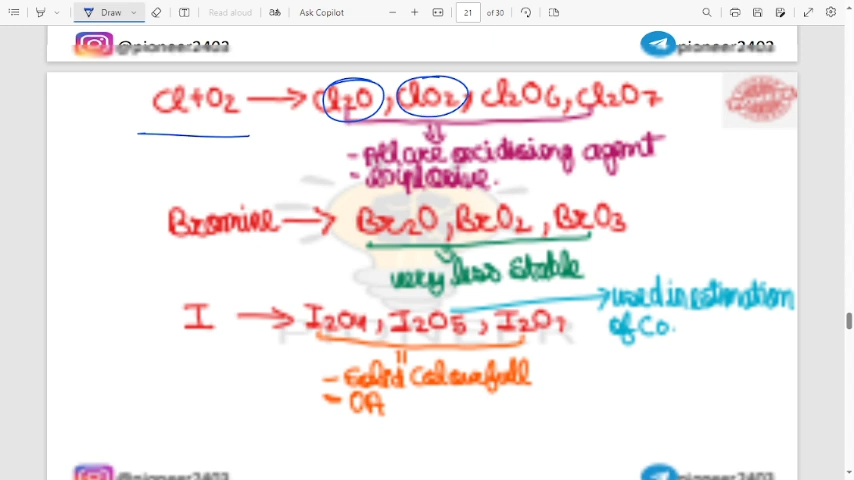 Draw
Read aloud
Ask Copilot
21 of 30
@pioneer2403
pioneer2403
Cl+O2 → Cl2O, ClO2, Cl2O6, Cl2O7
- All are oxidising agent
- Explosive.
Bromine → Br2O, BrO2, BrO3
very less stable
used in estimation
of Co.
I → I2O4, I2O5, I2O7
- Solid Colourfull
- OA
@pioneer2403
pioneer2403